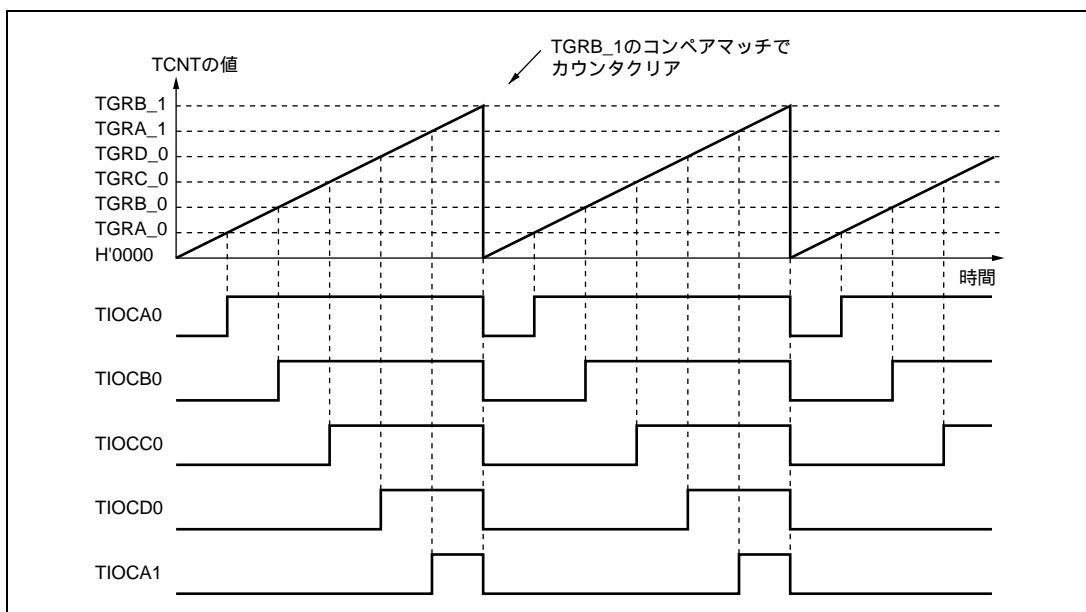 TGRB_1のコンペアマッチで
カウンタクリア
TCNTの値
TGRB_1
TGRA_1
TGRD_0
TGRC_0
TGRB_0
TGRA_0
H'0000
時間
TIOCA0
TIOCB0
TIOCC0
TIOCD0
TIOCA1